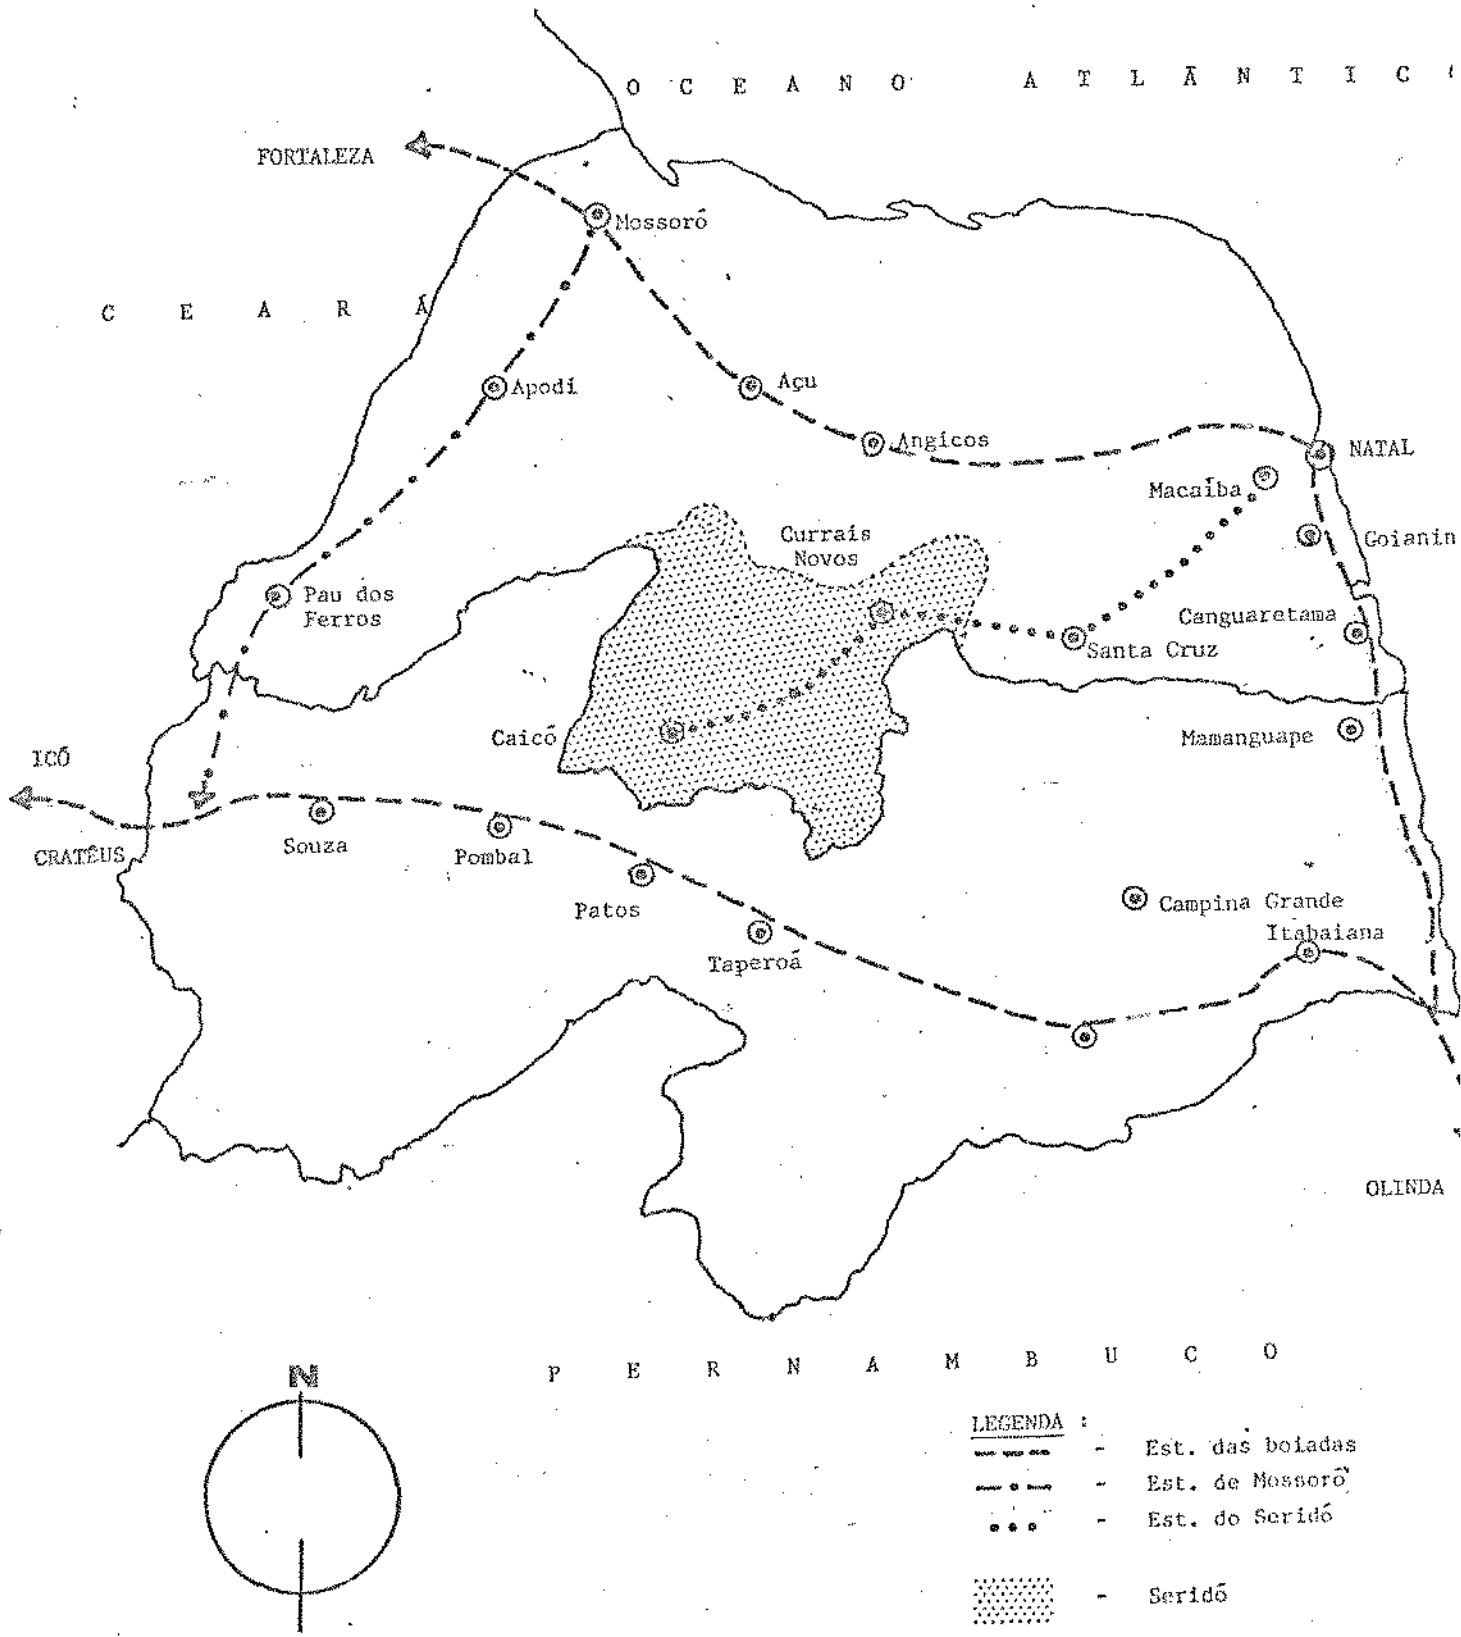 OCEANO ATLÂNTIC
FORTALEZA
Mossoró
CEARÁ
Apodi
Açu
Angicos
NATAL
Macaíba
Currais
Novos
Goianin
Pau dos
Ferros
Canguaretama
Santa Cruz
Caicó
Mamanguape
ICÓ
CRATÉUS
Souza
Pombal
Patos
Campina Grande
Itabaiana
Taperoá
OLINDA
PERNAMBUCO
N
LEGENDA :
- Est. das boiadas
- Est. de Mossoró
- Est. do Seridó
- Seridó